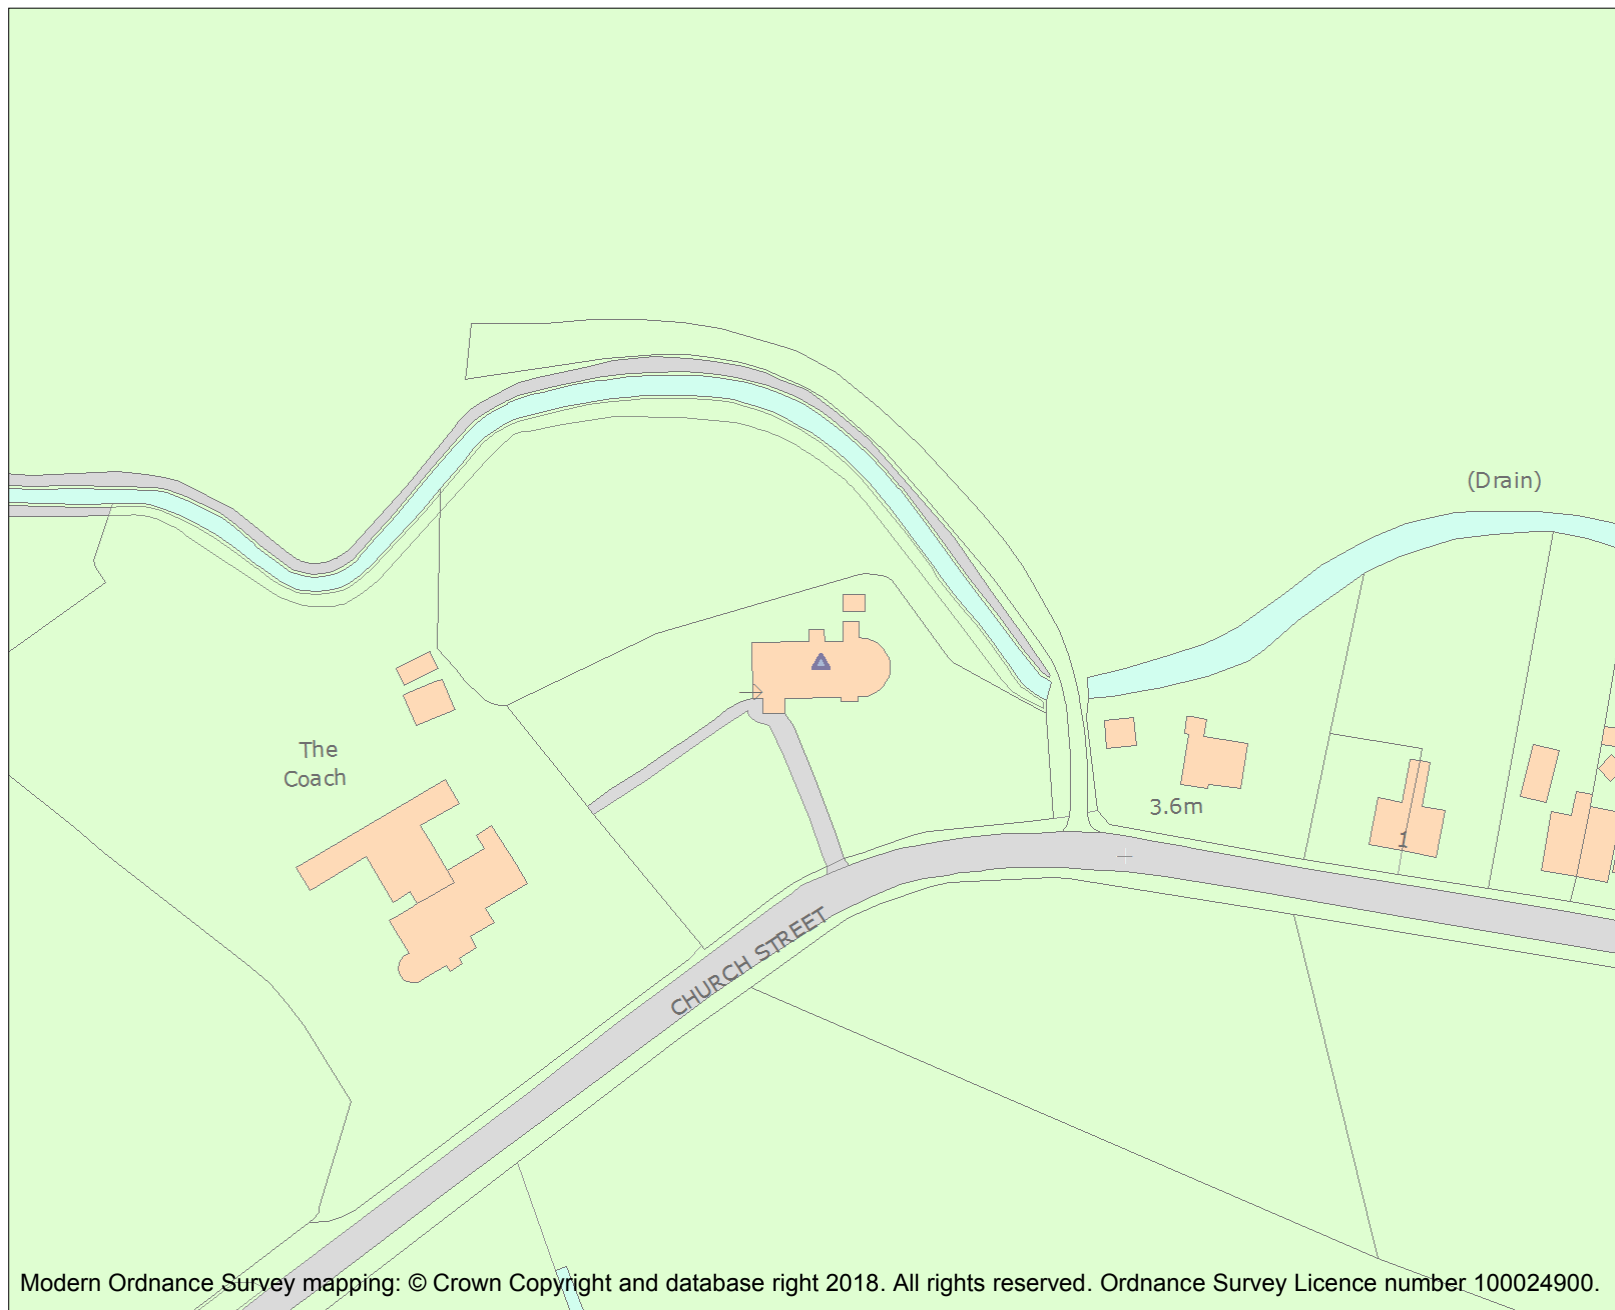 (Drain)
The
Coach
3.6m
1
CHURCH STREET
Modern Ordnance Survey mapping: © Crown Copyright and database right 2018. All rights reserved. Ordnance Survey Licence number 100024900.